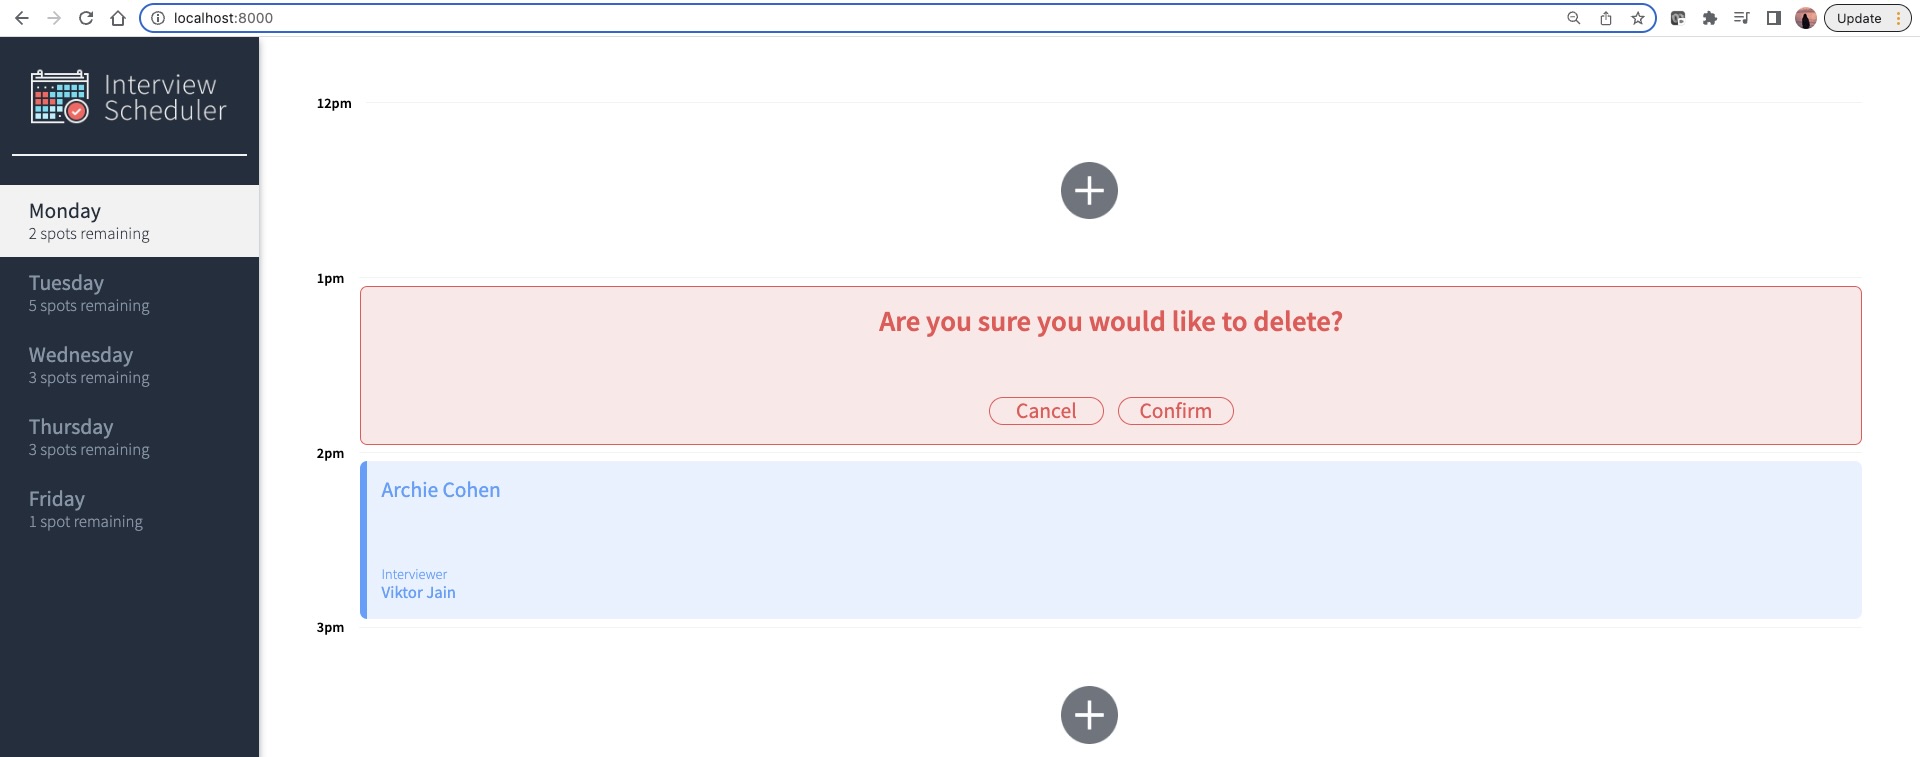 localhost:8000
Update
Interview
Scheduler
Monday
2 spots remaining
Tuesday
5 spots remaining
Wednesday
3 spots remaining
Thursday
3 spots remaining
Friday
1 spot remaining
12pm
1pm
Are you sure you would like to delete?
Cancel Confirm
2pm
Archie Cohen
Interviewer
Viktor Jain
3pm